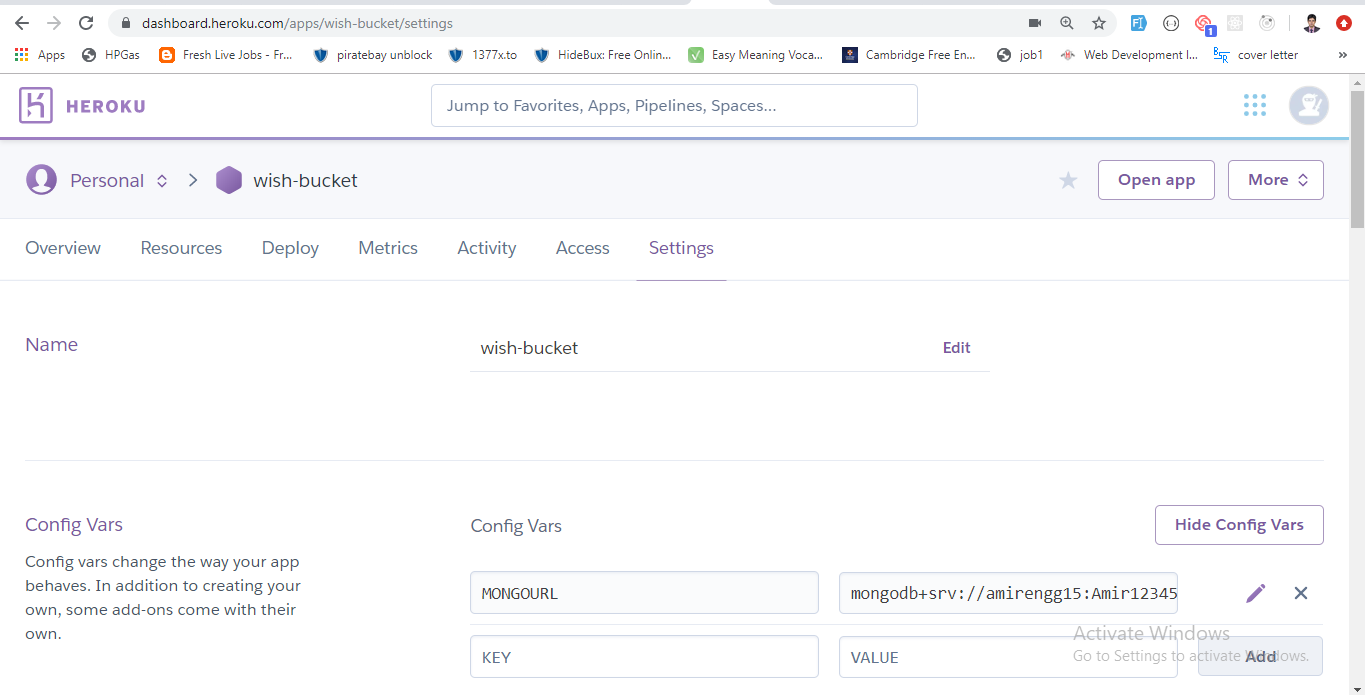 dashboard.heroku.com/apps/wish-bucket/settings
1
Apps HPGas Fresh Live Jobs - Fr... piratebay unblock 1377x.to HideBux: Free Onlin... Easy Meaning Voca... Cambridge Free En... job1 Web Development I... cover letter »
HEROKU Jump to Favorites, Apps, Pipelines, Spaces...
Personal wish-bucket Open app More
Overview Resources Deploy Metrics Activity Access Settings
Name wish-bucket Edit
Config Vars Config Vars Hide Config Vars
Config vars change the way your app
behaves. In addition to creating your
own, some add-ons come with their
own.
MONGOURL mongodb+srv://amirengg15:Amir12345
KEY VALUE Add
Activate Windows
Go to Settings to activate Windows.